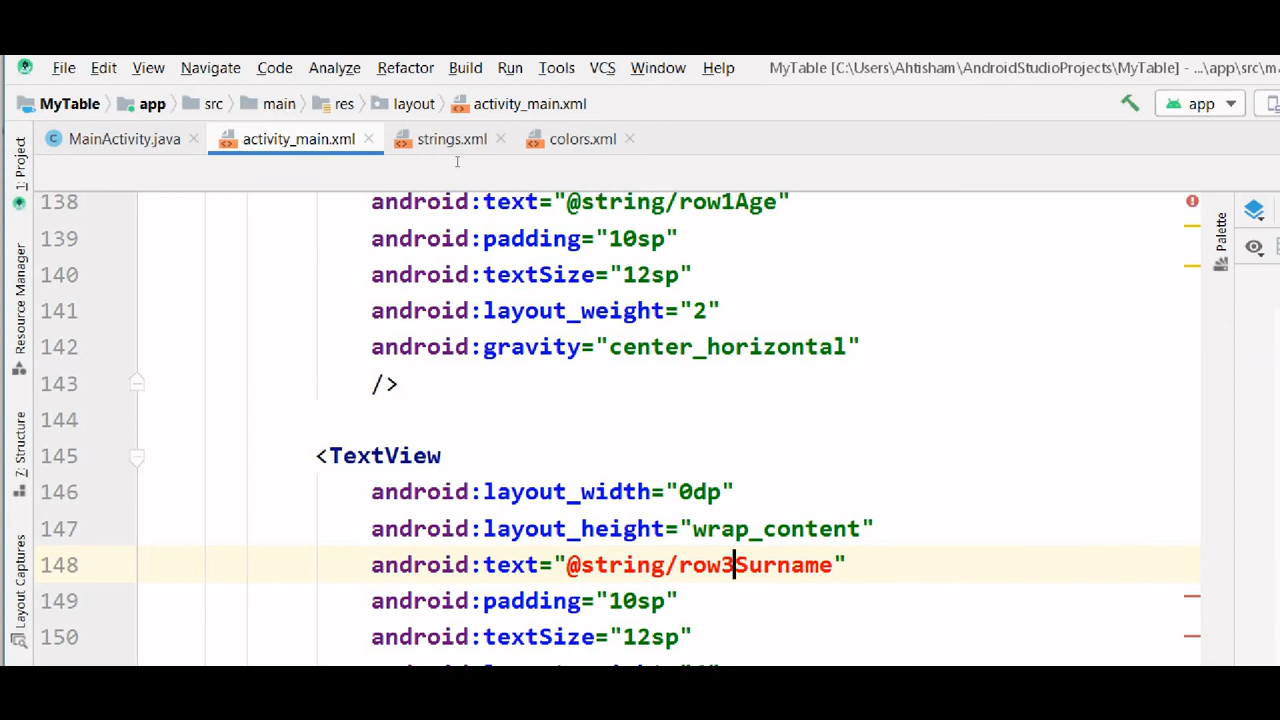 File Edit View Navigate Code Analyze Refactor Build Run Tools VCS Window Help MyTable [C:\Users\Ahtisham\AndroidStudioProjects\MyTable] - ...\app\src\m
MyTable app src main res layout activity_main.xml app
MainActivity.java activity_main.xml strings.xml colors.xml
1: Project
Resource Manager
7: Structure
Layout Captures
Palette
138 android:text="@string/row1Age"
139 android:padding="10sp"
140 android:textSize="12sp"
141 android:layout_weight="2"
142 android:gravity="center_horizontal"
143 />
144
145 <TextView
146 android:layout_width="0dp"
147 android:layout_height="wrap_content"
148 android:text="@string/row3Surname"
149 android:padding="10sp"
150 android:textSize="12sp"